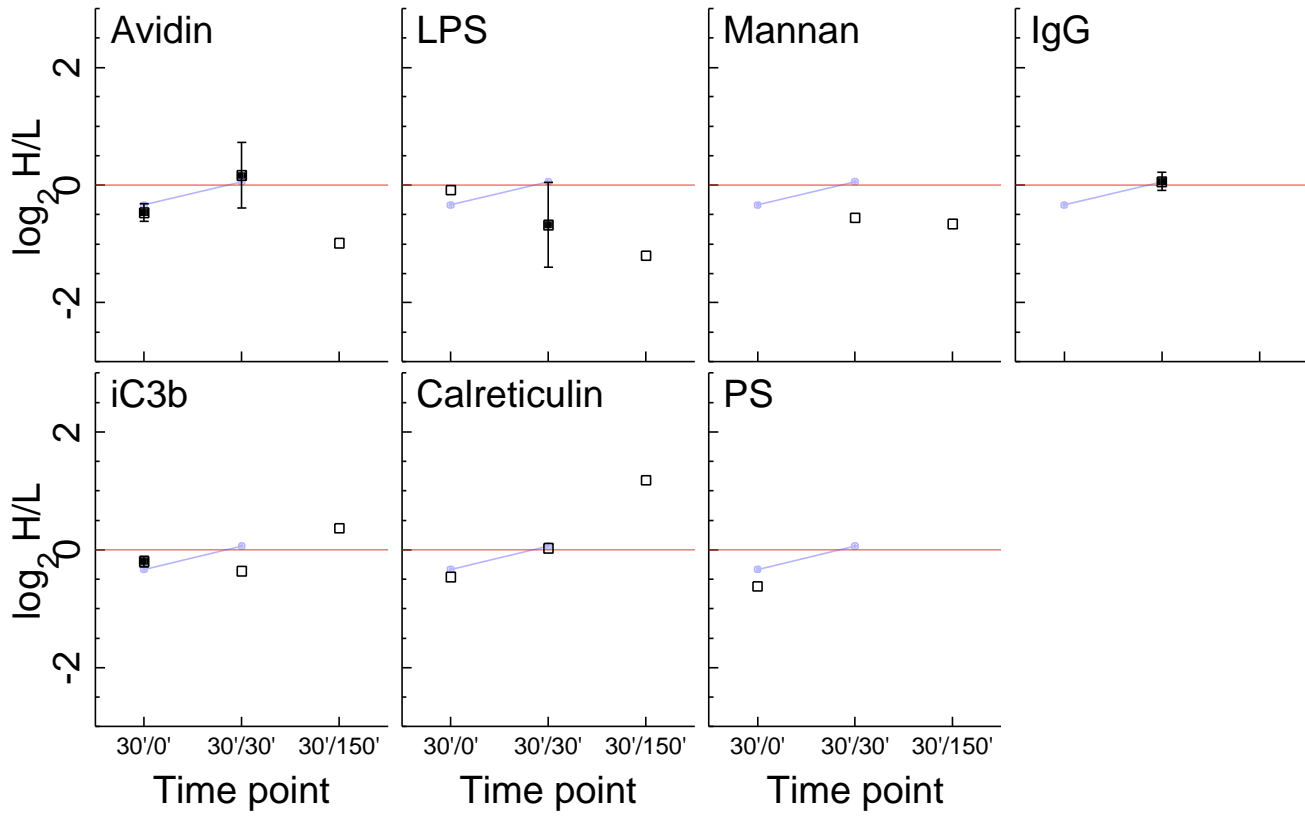 Avidin
LPS
Mannan
IgG
log2 H/L
2
0
-2
iC3b
Calreticulin
PS
log2 H/L
2
0
-2
30'/0' 30'/30' 30'/150'
30'/0' 30'/30' 30'/150'
30'/0' 30'/30' 30'/150'
Time point
Time point
Time point